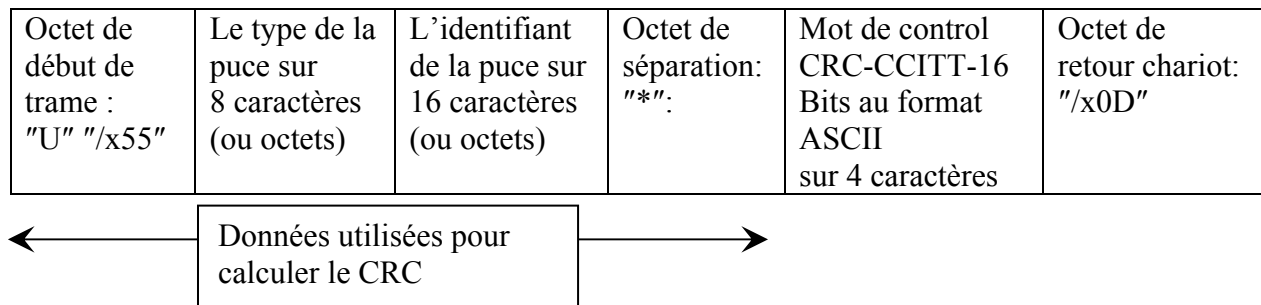 Octet de
début de
trame :
"U" "/x55"
Le type de la
puce sur
8 caractères
(ou octets)
L'identifiant
de la puce sur
16 caractères
(ou octets)
Octet de
séparation:
"*":
Mot de control
CRC-CCITT-16
Bits au format
ASCII
sur 4 caractères
Octet de
retour chariot:
"/x0D"
Données utilisées pour
calculer le CRC